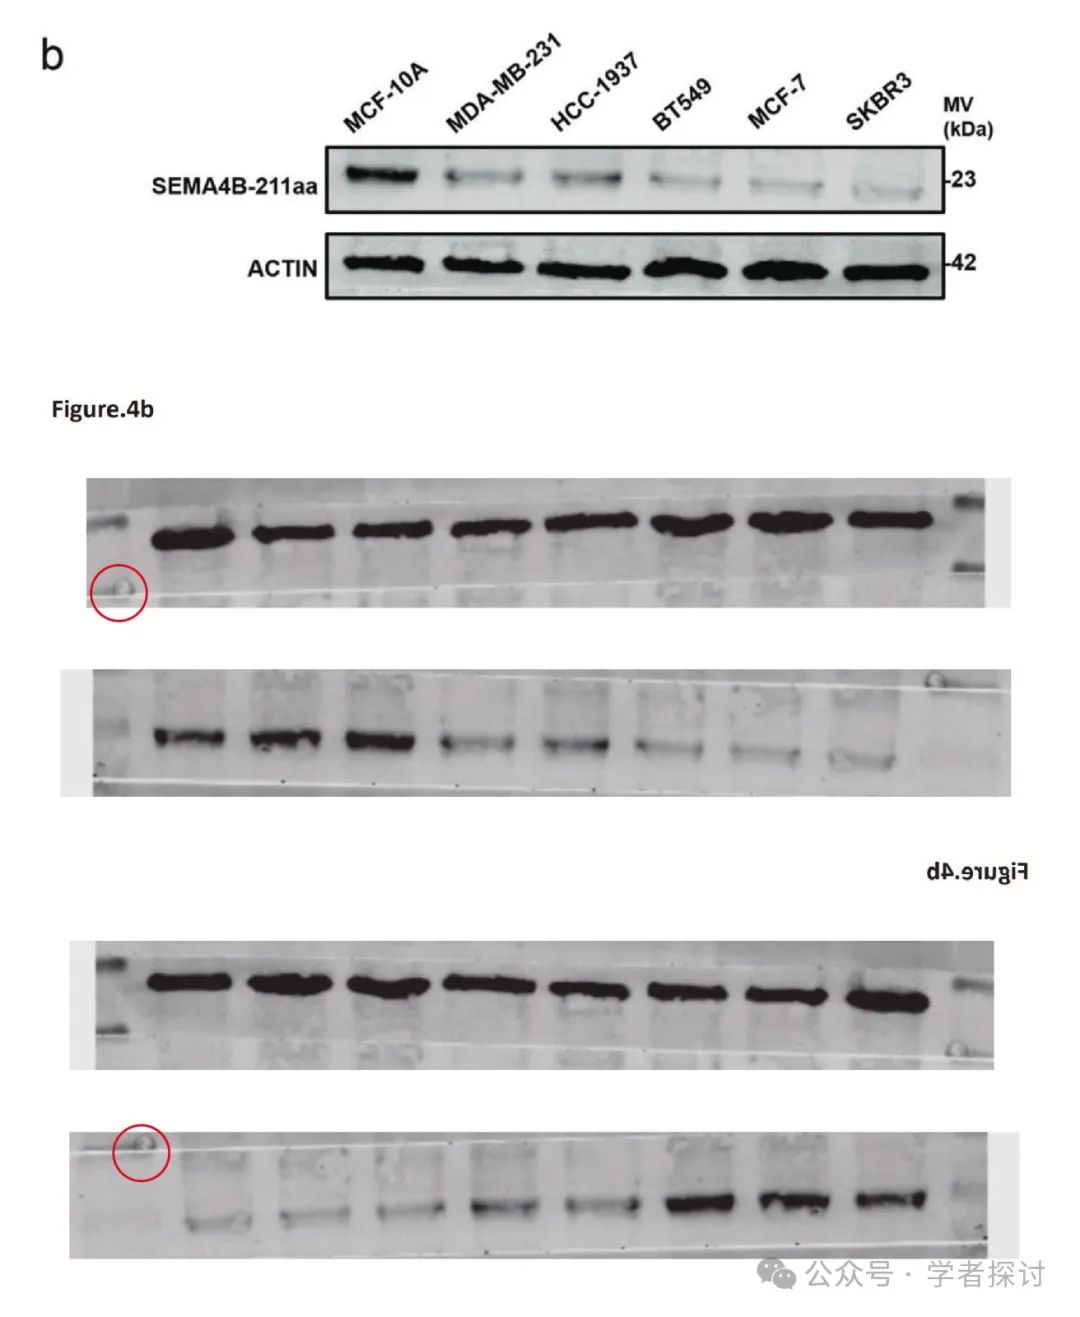 b
MCF-10A
MDA-MB-231
HCC-1937
BT549
MCF-7
SKBR3
MV
(kDa)
SEMA4B-211aa
-23
ACTIN
-42
Figure.4b
Figure.4b
公众号 · 学者探讨